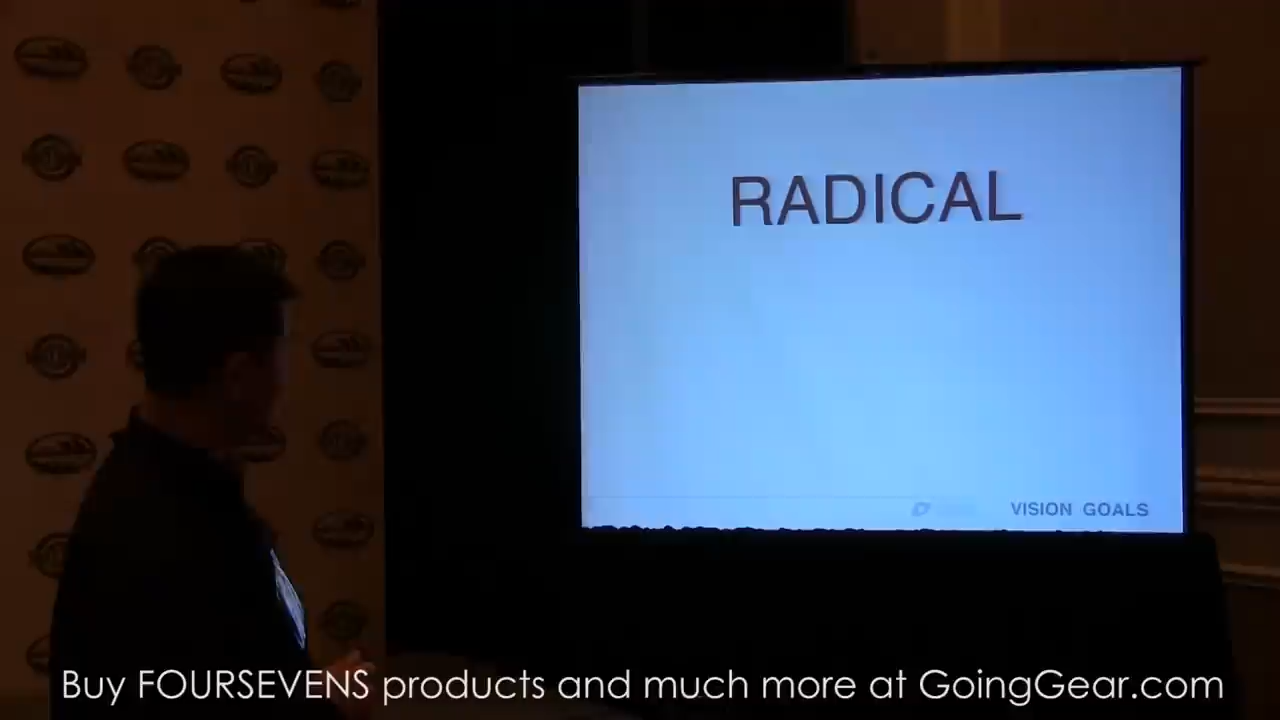 RADICAL
VISION GOALS
Buy FOURSEVENS products and much more at GoingGear.com